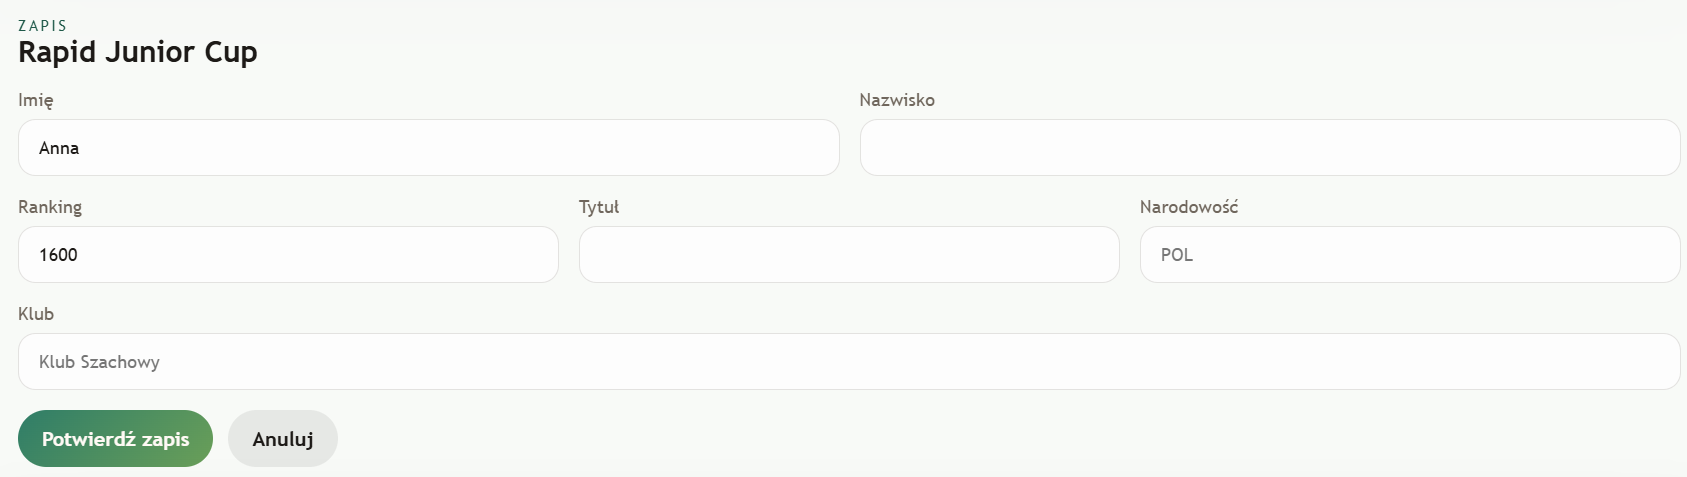 ZAPIS
Rapid Junior Cup
Imię Nazwisko
Anna
Ranking Tytuł Narodowość
1600 POL
Klub
Klub Szachowy
Potwierdź zapis Anuluj